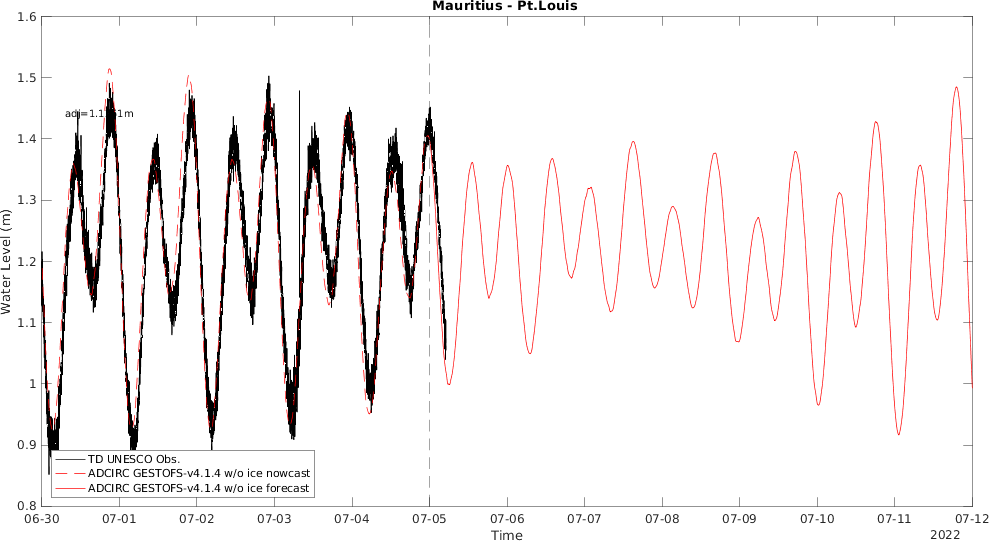 Mauritius - Pt.Louis
Water Level (m)
1.6
1.5
1.4
1.3
1.2
1.1
1
0.9
0.8
TD UNESCO Obs.
ADCIRC GESTOFS-v4.1.4 w/o ice nowcast
ADCIRC GESTOFS-v4.1.4 w/o ice forecast
06-30 07-01 07-02 07-03 07-04 07-05 07-06 07-07 07-08 07-09 07-10 07-11 07-12
Time
2022